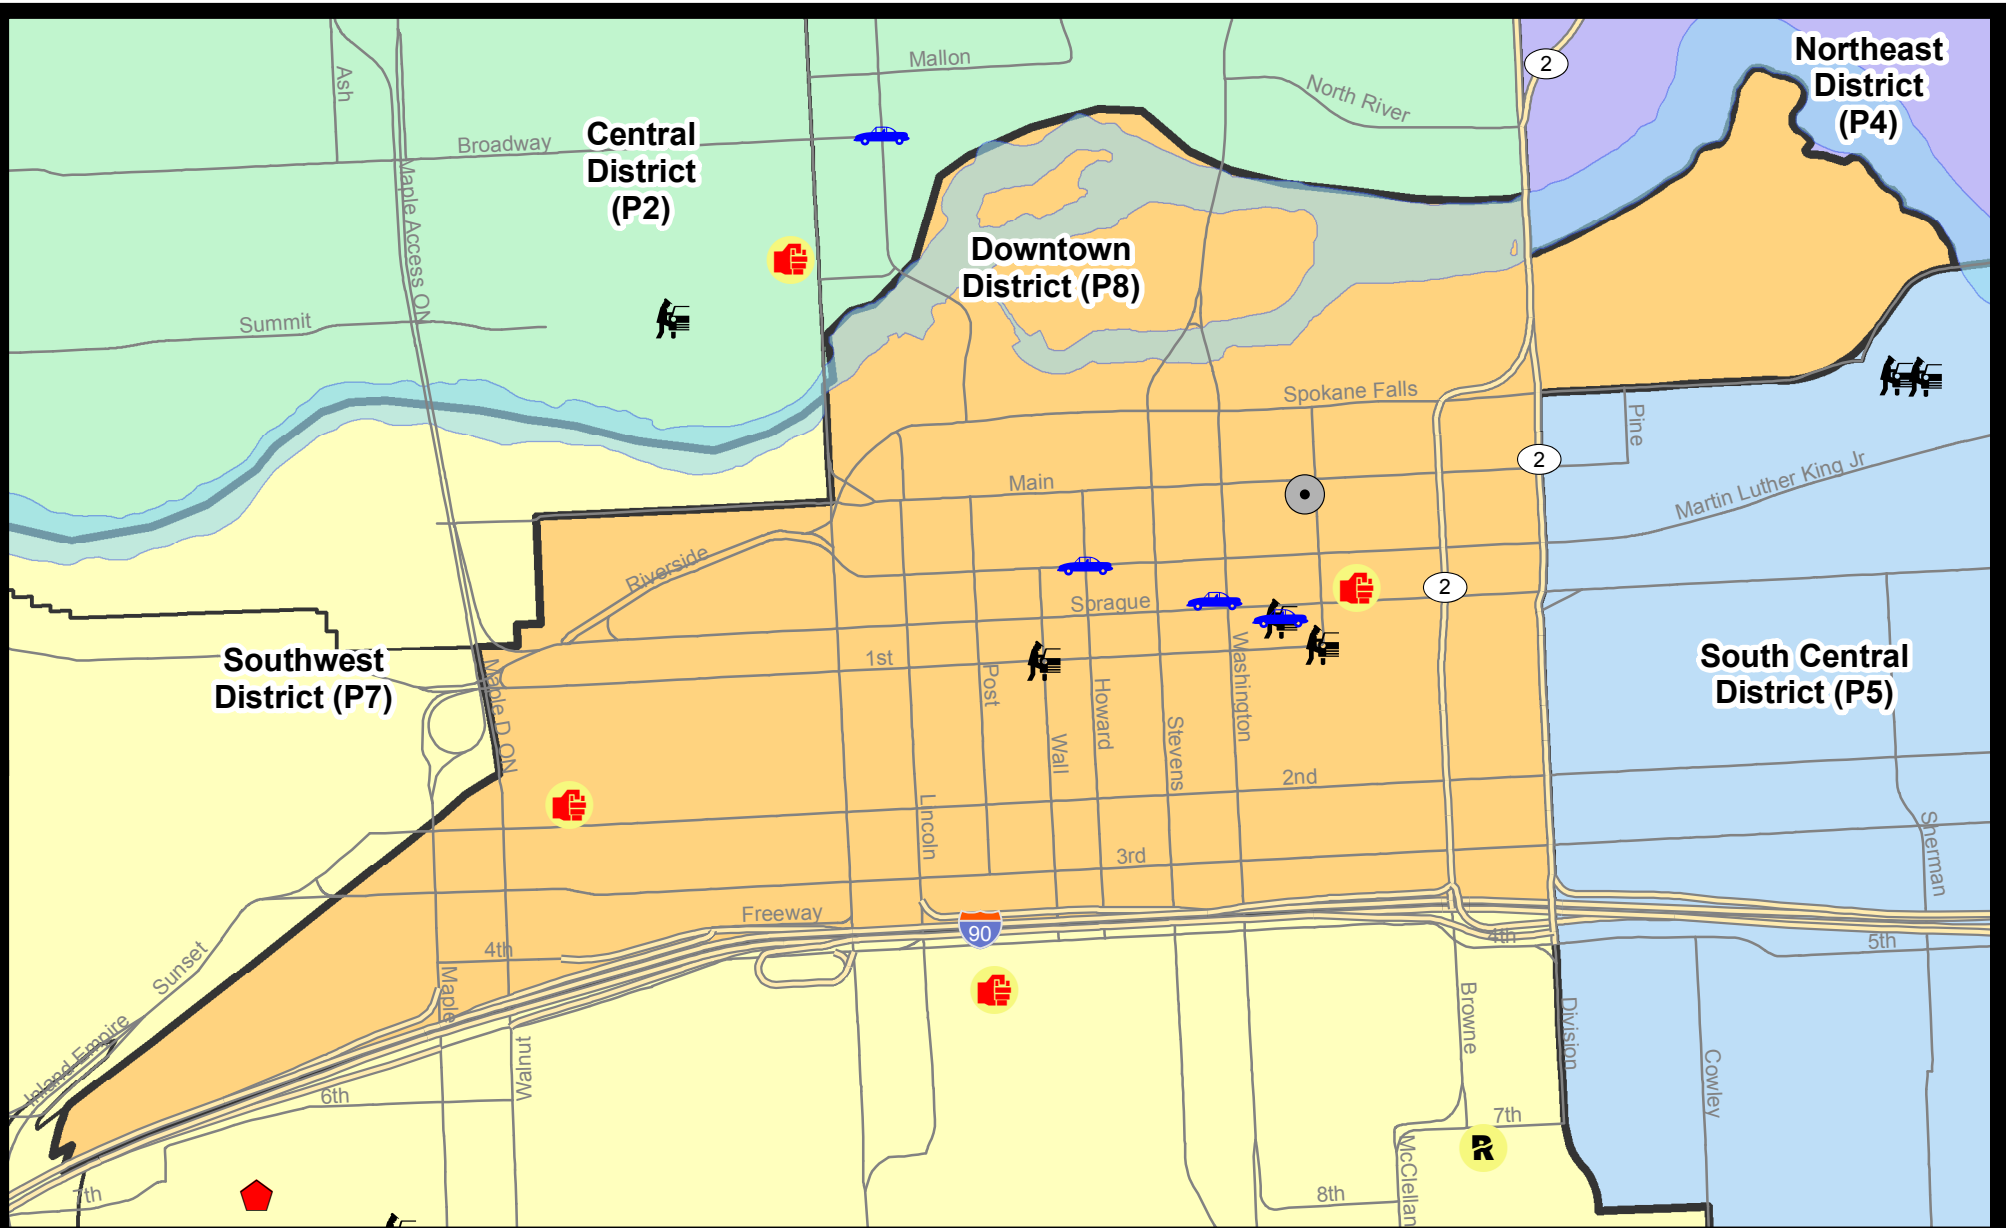 Northeast
District
(P4)
2
Mallon
Ash
North River
Central
District
(P2)
Broadway
Maple Access ON
Downtown
District (P8)
Summit
Spokane Falls
Pine
2
Martin Luther King Jr
Main
Riverside
2
Sprague
Southwest
District (P7)
1st
South Central
District (P5)
Maple D ON
Post
Howard
Wall
Stevens
Washington
2nd
Lincoln
3rd
Sherman
Freeway
90
4th
4th
5th
Sunset
Maple
Browne
Division
Inland Empire
Walnut
6th
Cowley
7th
R
McClellan
7th
8th